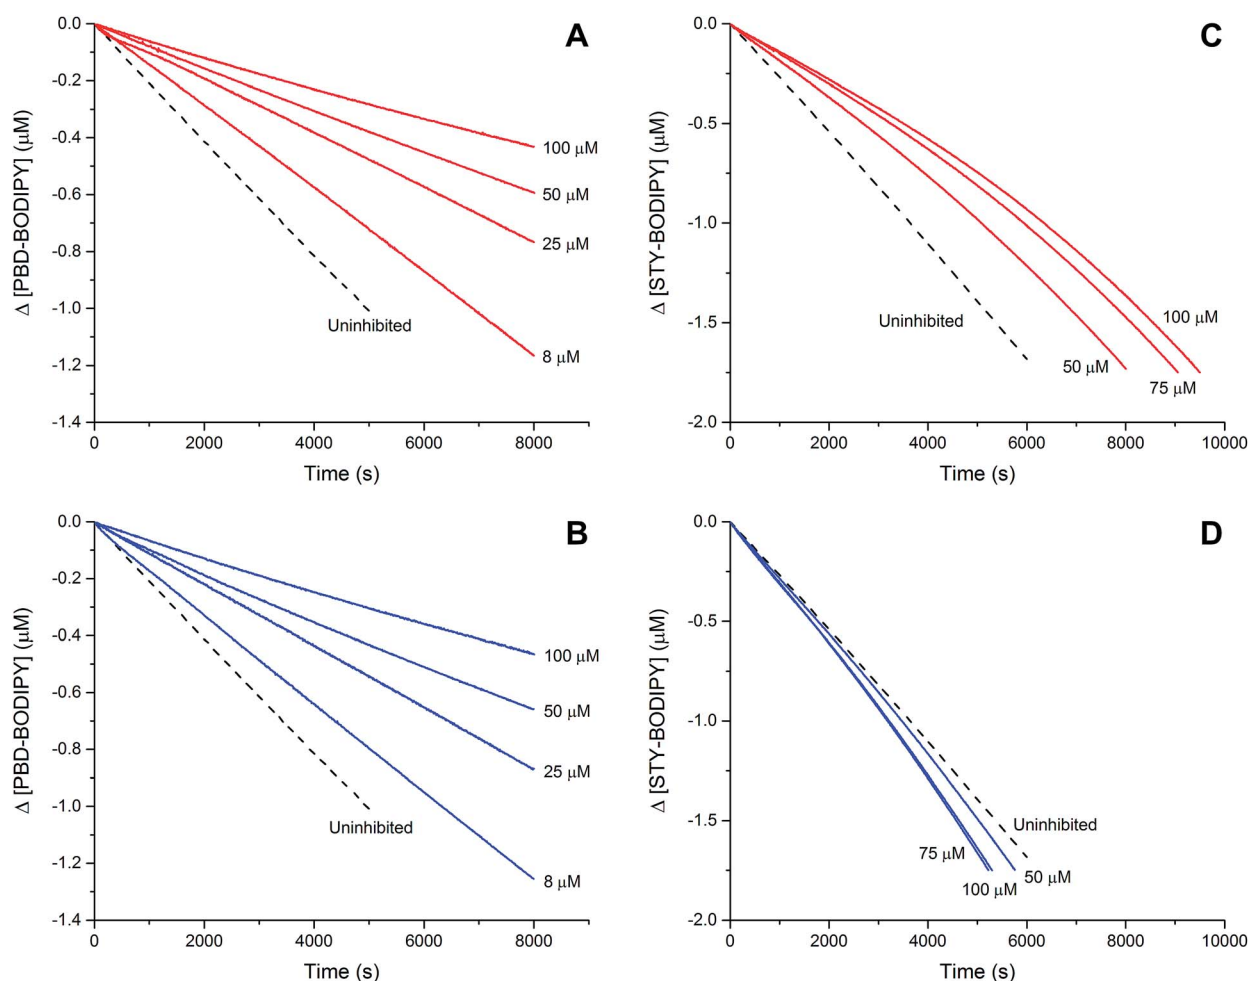 A
Δ [PBD-BODIPY] (μM)
0.0
-0.2
-0.4
-0.6
-0.8
-1.0
-1.2
-1.4
100 μM
50 μM
25 μM
8 μM
Uninhibited
0 2000 4000 6000 8000
Time (s)
C
Δ [STY-BODIPY] (μM)
0.0
-0.5
-1.0
-1.5
-2.0
Uninhibited
100 μM
50 μM
75 μM
0 2000 4000 6000 8000 10000
Time (s)
B
Δ [PBD-BODIPY] (μM)
0.0
-0.2
-0.4
-0.6
-0.8
-1.0
-1.2
-1.4
100 μM
50 μM
25 μM
Uninhibited
8 μM
0 2000 4000 6000 8000
Time (s)
D
Δ [STY-BODIPY] (μM)
0.0
-0.5
-1.0
-1.5
-2.0
Uninhibited
75 μM
50 μM
100 μM
0 2000 4000 6000 8000 10000
Time (s)